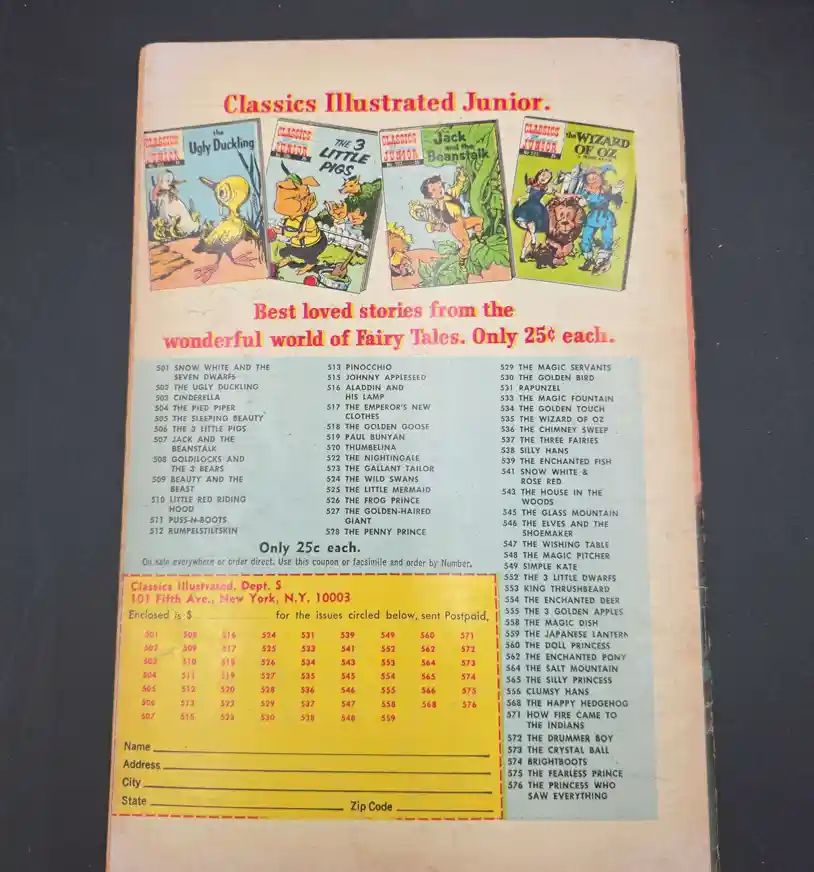 Classics Illustrated Junior.
CLASSICS
JUNIOR
the
Ugly Duckling
CLASSICS
JUNIOR
THE 3
LITTLE
PIGS
CLASSICS
JUNIOR
Jack
and the
Beanstalk
CLASSICS
JUNIOR
the WIZARD
OF OZ
Best loved stories from the
wonderful world of Fairy Tales. Only 25¢ each.
501 SNOW WHITE AND THE
SEVEN DWARFS
502 THE UGLY DUCKLING
503 CINDERELLA
504 THE PIED PIPER
505 THE SLEEPING BEAUTY
506 THE 3 LITTLE PIGS
507 JACK AND THE
BEANSTALK
508 GOLDILOCKS AND
THE 3 BEARS
509 BEAUTY AND THE
BEAST
510 LITTLE RED RIDING
HOOD
511 PUSS-N-BOOTS
512 RUMPELSTILTSKIN
513 PINOCCHIO
515 JOHNNY APPLESEED
516 ALADDIN AND
HIS LAMP
517 THE EMPEROR'S NEW
CLOTHES
518 THE GOLDEN GOOSE
519 PAUL BUNYAN
520 THUMBELINA
522 THE NIGHTINGALE
523 THE GALLANT TAILOR
524 THE WILD SWANS
525 THE LITTLE MERMAID
526 THE FROG PRINCE
527 THE GOLDEN-HAIRED
GIANT
528 THE PENNY PRINCE
529 THE MAGIC SERVANTS
530 THE GOLDEN BIRD
531 RAPUNZEL
533 THE MAGIC FOUNTAIN
534 THE GOLDEN TOUCH
535 THE WIZARD OF OZ
536 THE CHIMNEY SWEEP
537 THE THREE FAIRIES
538 SILLY HANS
539 THE ENCHANTED FISH
541 SNOW WHITE &
ROSE RED
543 THE HOUSE IN THE
WOODS
545 THE GLASS MOUNTAIN
546 THE ELVES AND THE
SHOEMAKER
547 THE WISHING TABLE
548 THE MAGIC PITCHER
549 SIMPLE KATE
552 THE 3 LITTLE DWARFS
553 KING THRUSHBEARD
554 THE ENCHANTED DEER
555 THE 3 GOLDEN APPLES
558 THE MAGIC DISH
559 THE JAPANESE LANTERN
560 THE DOLL PRINCESS
562 THE ENCHANTED PONY
564 THE SALT MOUNTAIN
565 THE SILLY PRINCESS
566 CLUMSY HANS
568 THE HAPPY HEDGEHOG
571 HOW FIRE CAME TO
THE INDIANS
572 THE DRUMMER BOY
573 THE CRYSTAL BALL
574 BRIGHTBOOTS
575 THE FEARLESS PRINCE
576 THE PRINCESS WHO
SAW EVERYTHING
Only 25c each.
On sale everywhere or order direct. Use this coupon or facsimile and order by Number.
Classics Illustrated, Dept. S
101 Fifth Ave., New York, N.Y. 10003
Enclosed is $ for the issues circled below, sent Postpaid,
501 508 516 524 531 539 549 560 571
502 509 517 525 533 541 552 562 572
503 510 518 526 534 543 553 564 573
504 511 519 527 535 545 554 565 574
505 512 520 528 536 546 555 566 575
506 513 522 529 537 547 558 568 576
507 515 523 530 538 548 559
Name
Address
City
State Zip Code